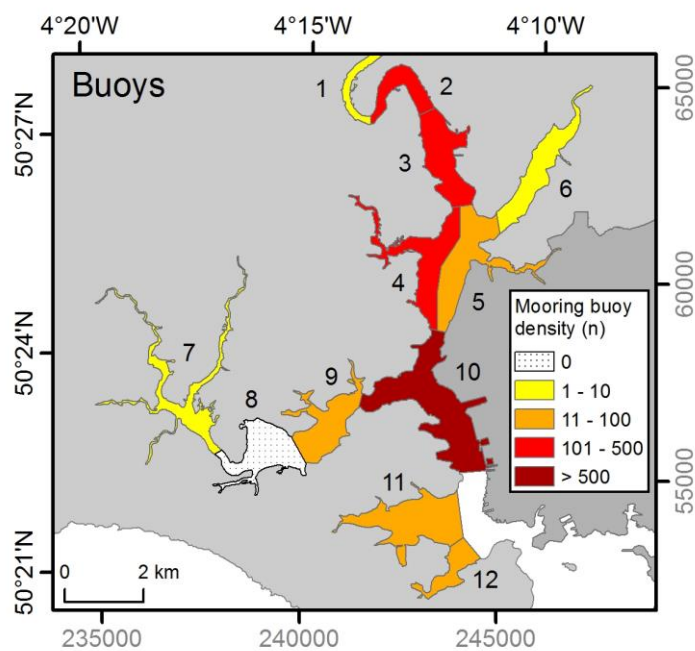 4°20'W 4°15'W 4°10'W
Buoys
1
2
65000
50°27'N
3
6
4
60000
5
50°24'N
Mooring buoy
density (n)
0
1 - 10
11 - 100
101 - 500
> 500
7
9
10
8
11
55000
50°21'N
0 2 km
12
235000 240000 245000